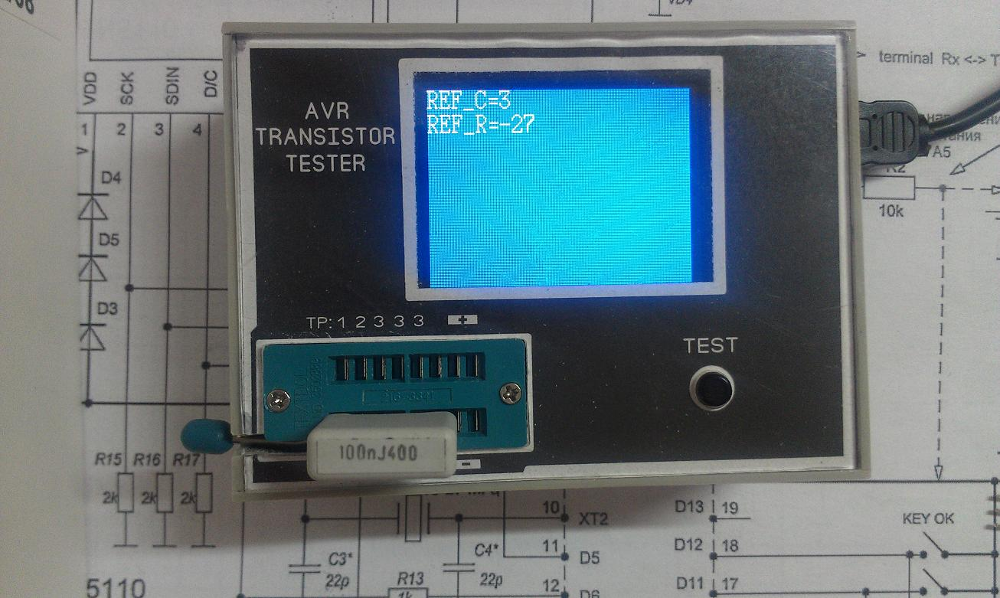 VDD
SCK
SDIN
D/C
1
2
3
4
V
D4
D5
D3
R15
R16
R17
2k
2k
2k
5110
terminal Rx <-> T
A5
R2
10k
AVR
TRANSISTOR
TESTER
REF_C=3
REF_R=-27
TP: 1 2 3 3 3
+
TEST
100nJ400
-
10
XT2
11
D5
12
D6
C3*
22p
C4*
22p
R13
1k
D13
19
D12
18
D11
17
KEY OK